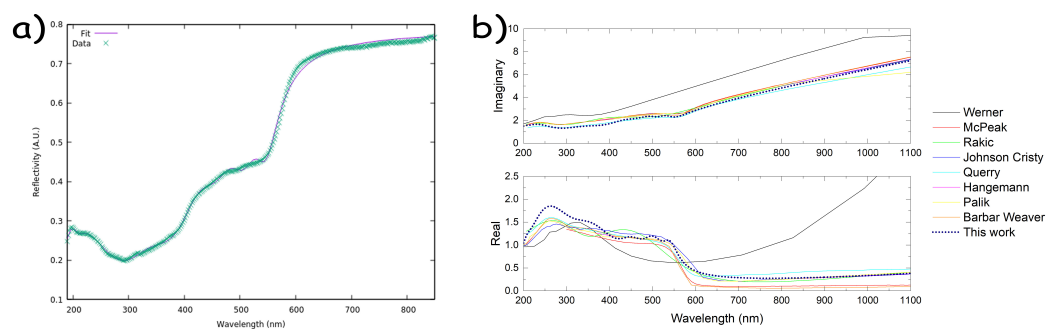 a)
0.8
0.7
0.6
0.5
0.4
0.3
0.2
0.1
Reflectivity (A.U.)
Fit
Data
200 300 400 500 600 700 800
Wavelength (nm)
b)
10
8
6
4
2
0
Imaginary
200 300 400 500 600 700 800 900 1000 1100
2.5
2.0
1.5
1.0
0.5
0.0
Real
200 300 400 500 600 700 800 900 1000 1100
Wavelength (nm)
Werner
McPeak
Rakic
Johnson Cristy
Querry
Hangemann
Palik
Barbar Weaver
This work